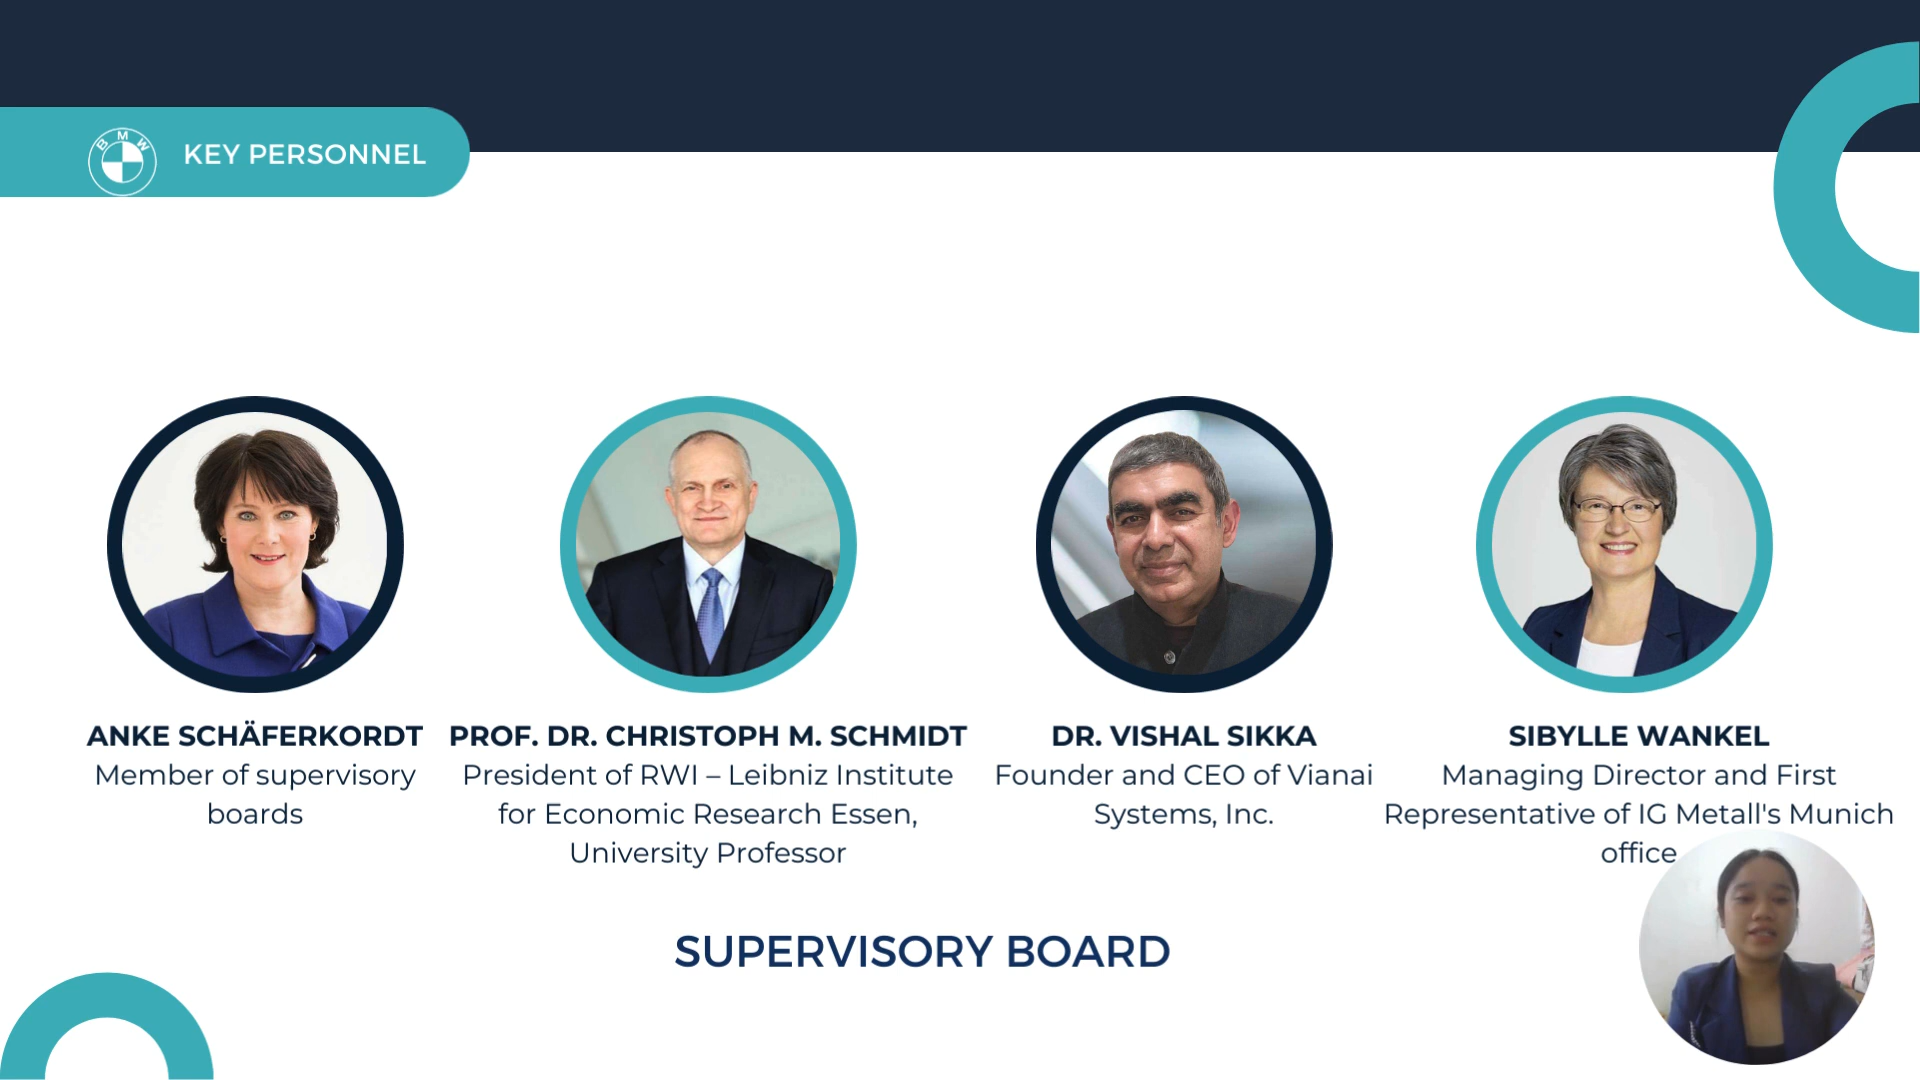 BMW
KEY PERSONNEL
ANKE SCHÄFERKORDT
Member of supervisory
boards
PROF. DR. CHRISTOPH M. SCHMIDT
President of RWI – Leibniz Institute
for Economic Research Essen,
University Professor
DR. VISHAL SIKKA
Founder and CEO of Vianai
Systems, Inc.
SIBYLLE WANKEL
Managing Director and First
Representative of IG Metall's Munich
office
SUPERVISORY BOARD